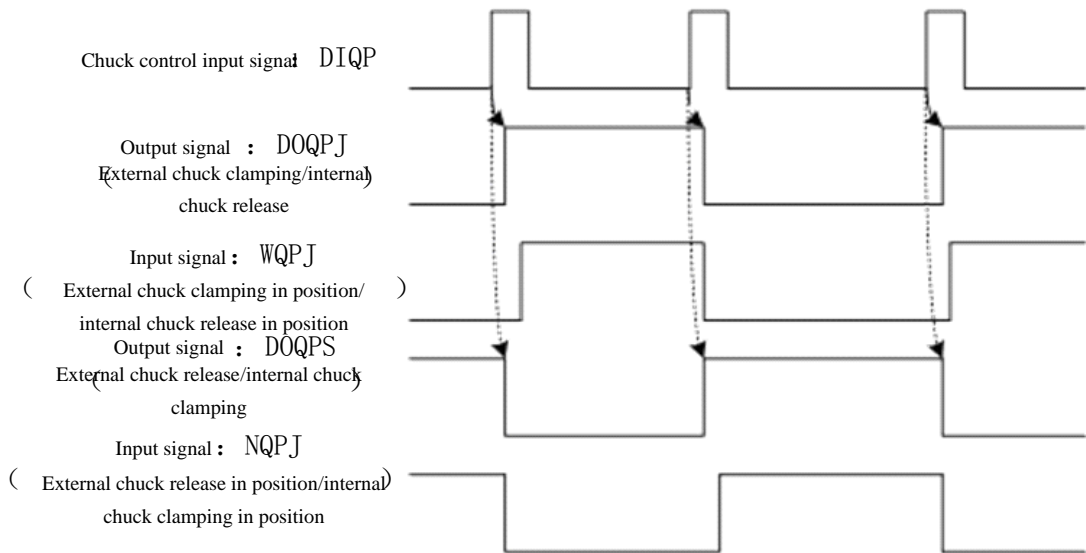 Chuck control input signal： DIQP
Output signal ： DOQPJ
(External chuck clamping/internal)
chuck release
Input signal： WQPJ
（ External chuck clamping in position/ ）
internal chuck release in position
Output signal ： DOQPS
(External chuck release/internal chuck)
clamping
Input signal： NQPJ
（ External chuck release in position/internal）
chuck clamping in position